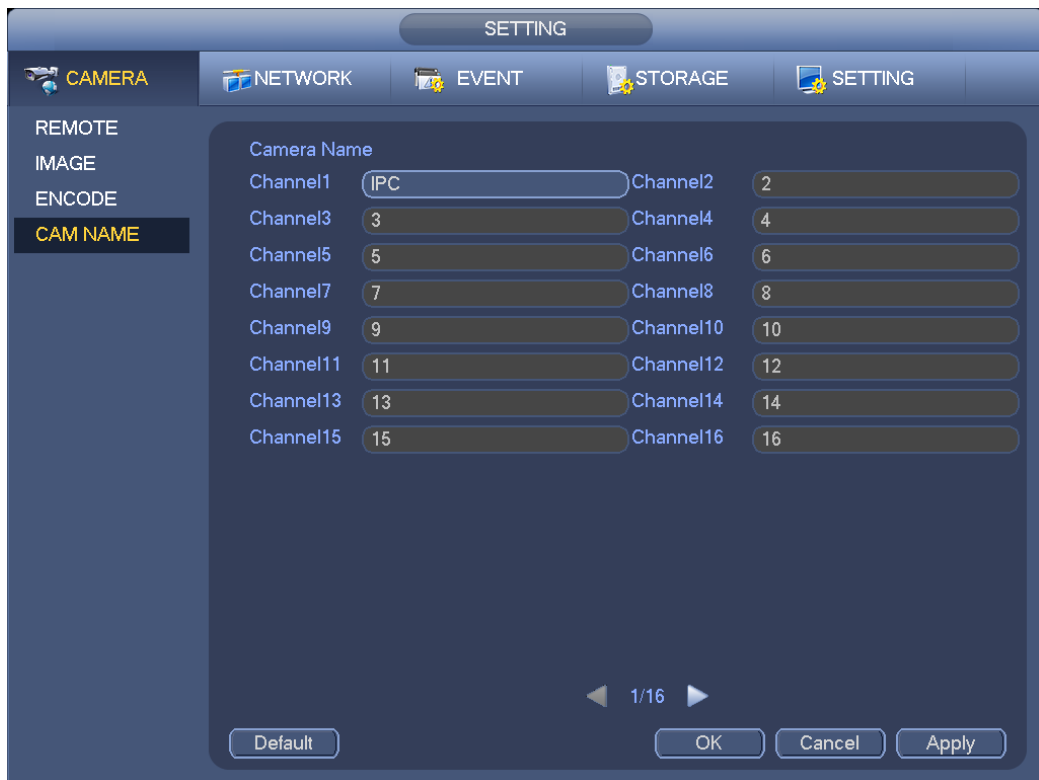 SETTING
CAMERA NETWORK EVENT STORAGE SETTING
REMOTE
IMAGE
ENCODE
CAM NAME
Camera Name
Channel1 IPC Channel2 2
Channel3 3 Channel4 4
Channel5 5 Channel6 6
Channel7 7 Channel8 8
Channel9 9 Channel10 10
Channel11 11 Channel12 12
Channel13 13 Channel14 14
Channel15 15 Channel16 16
1/16
Default OK Cancel Apply